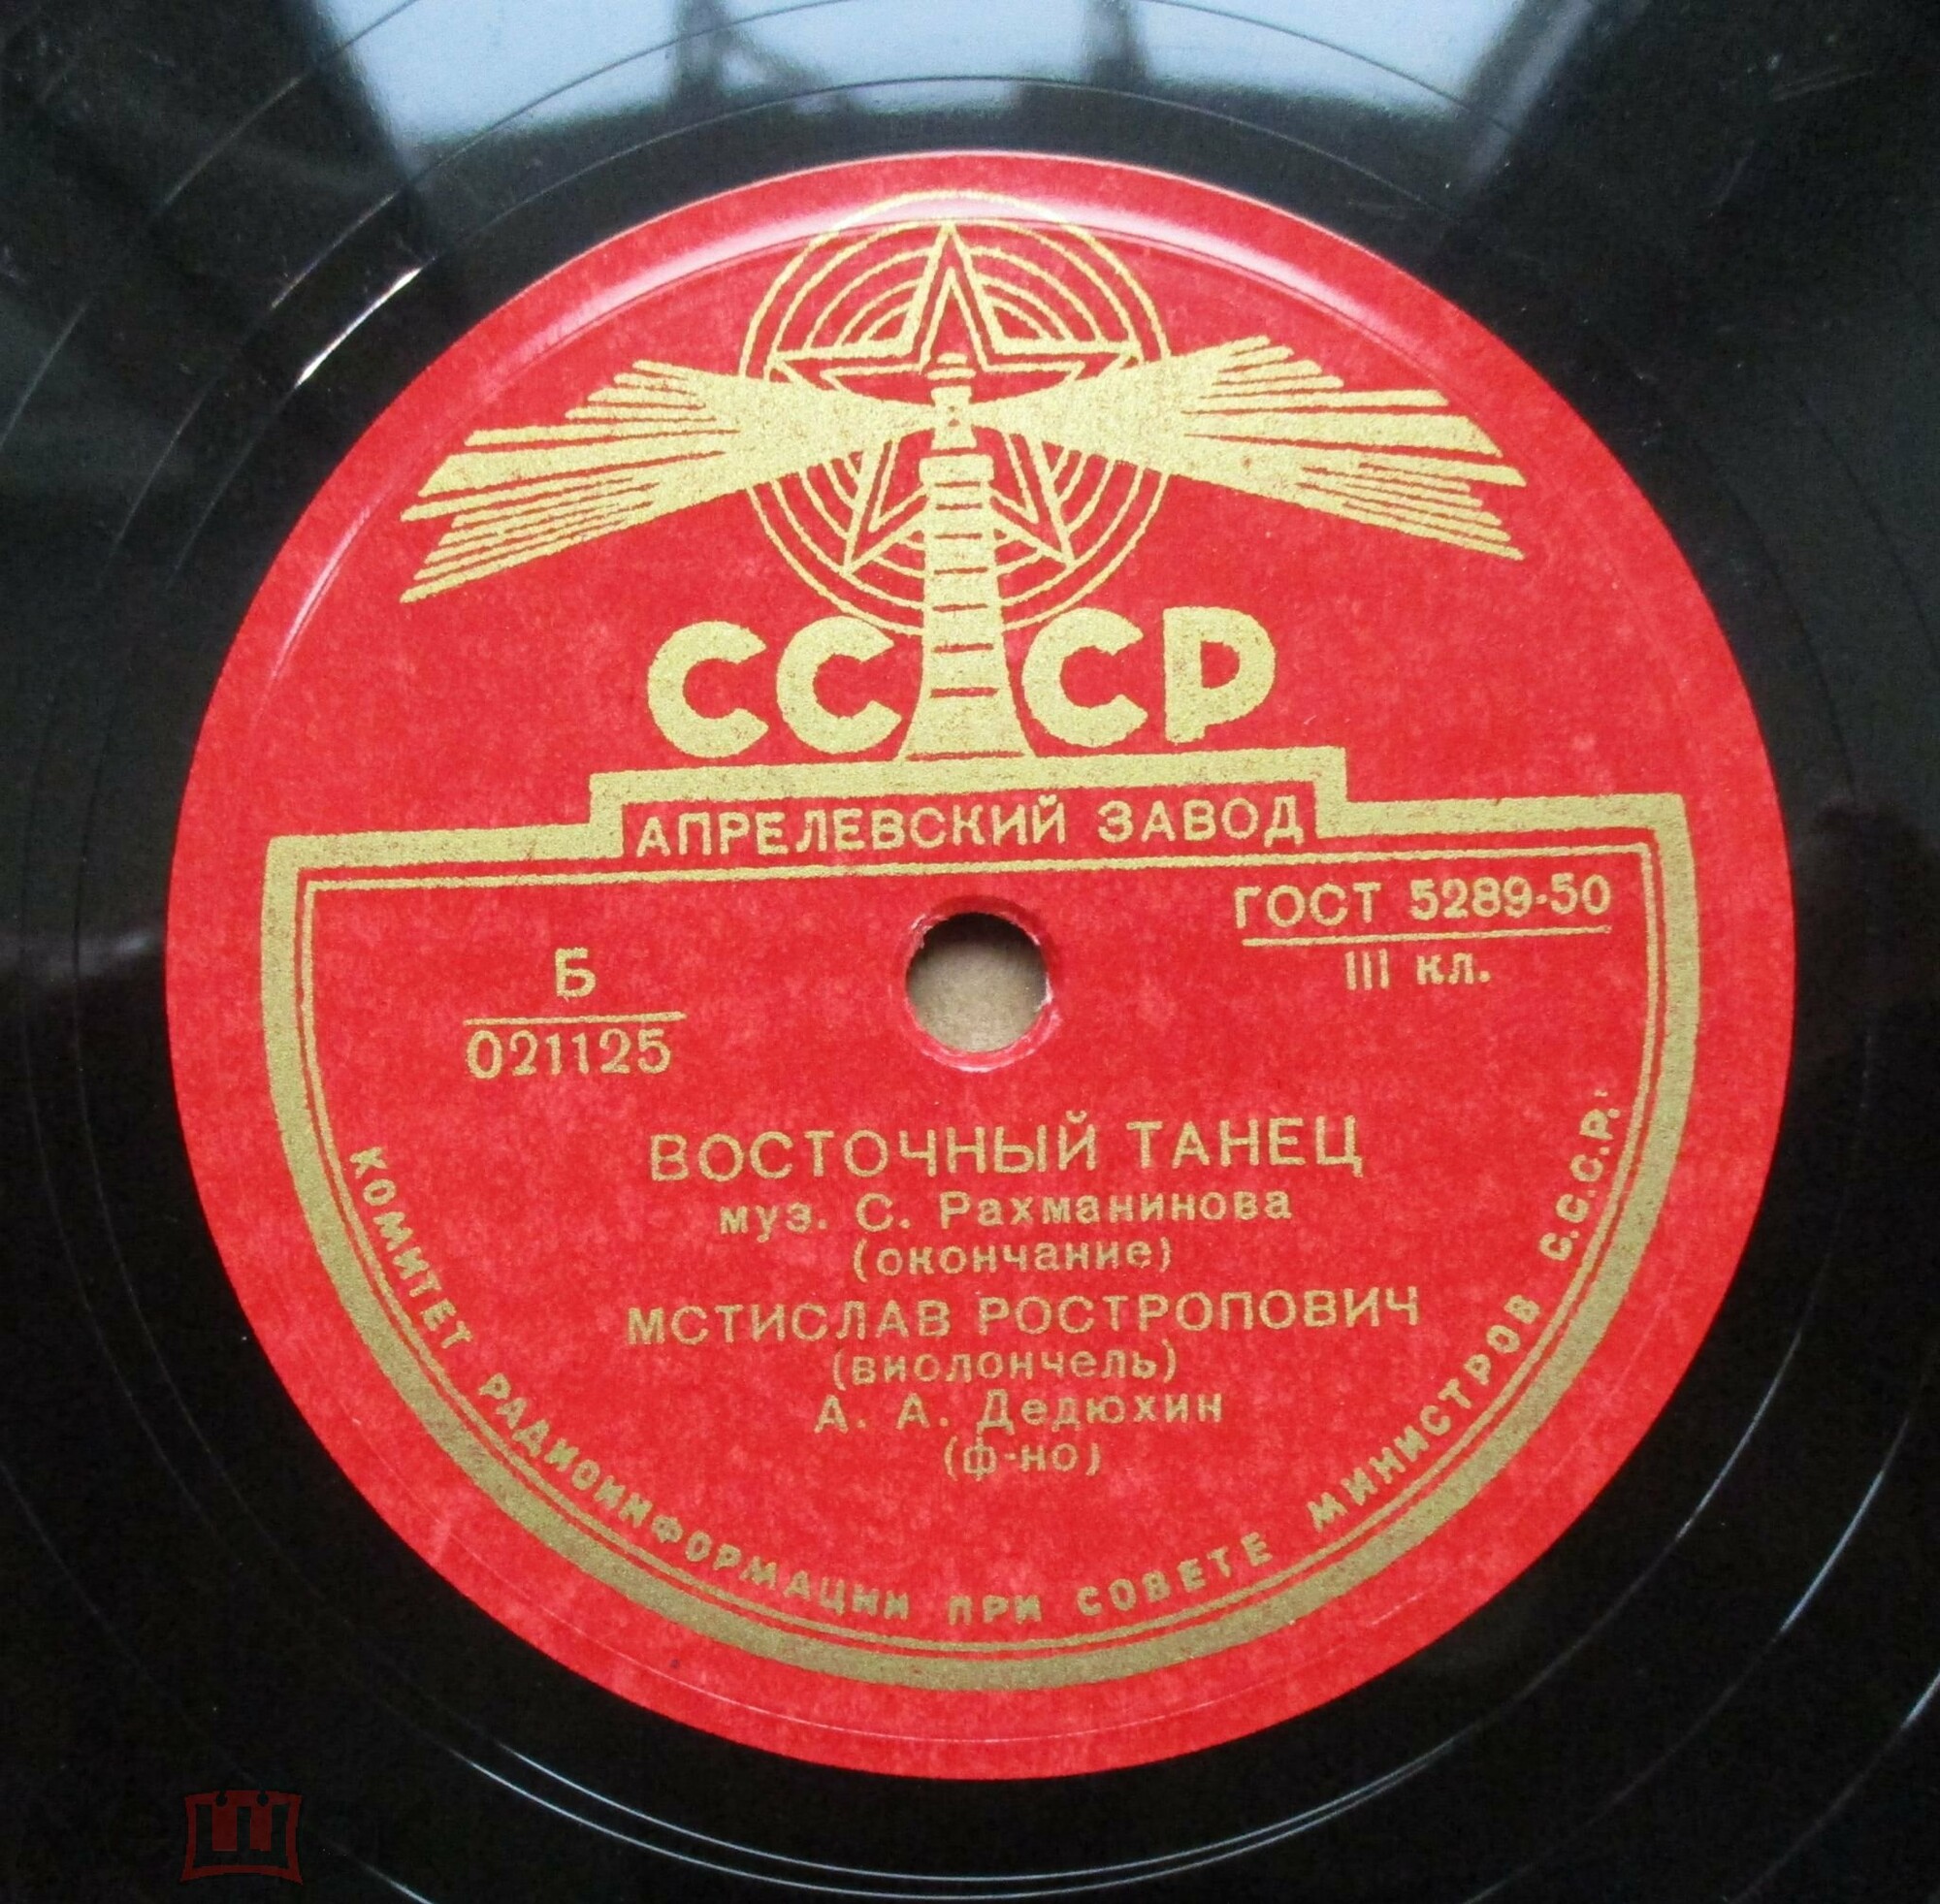 СССР
АПРЕЛЕВСКИЙ ЗАВОД
ГОСТ 5289-50
III кл.
Б
021125
ВОСТОЧНЫЙ ТАНЕЦ
муз. С. Рахманинова
(окончание)
МСТИСЛАВ РОСТРОПОВИЧ
(виолончель)
А. А. Дедюхин
(ф-но)
КОМИТЕТ РАДИОИНФОРМАЦИИ ПРИ СОВЕТЕ МИНИСТРОВ С.С.С.Р.